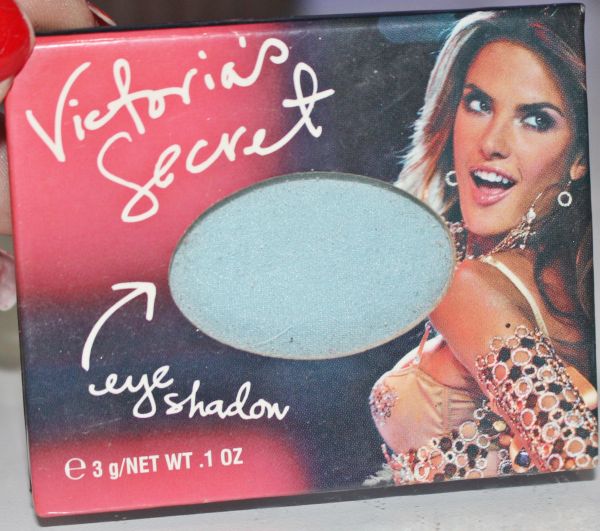 Victoria's
Secret
eye
shadow
℮ 3 g/NET WT .1 OZ